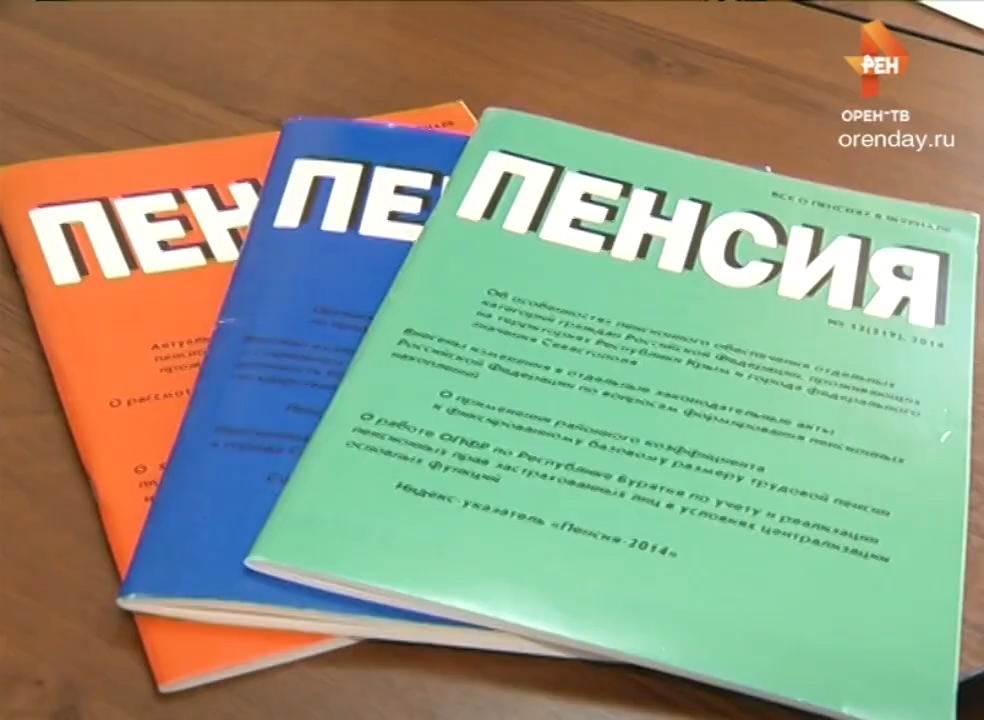 РЕН
ОРЕН-ТВ
orenday.ru
ПЕН
ПЕ
ПЕНСИЯ
ВСЕ О ПЕНСИЯХ В ЖУРНАЛЕ
№ 12(219), 2014
Об особенностях пенсионного обеспечения отдельных
категорий граждан Российской Федерации, проживающих
на территориях Республики Крым и города федерального
значения Севастополя
Внесены изменения в отдельные законодательные акты
Российской Федерации по вопросам формирования пенсионных
накоплений
О применении районного коэффициента
к фиксированному базовому размеру трудовой пенсии
О работе ОПФР по Республике Бурятия по учету и реализации
пенсионных прав застрахованных лиц в условиях централизации
основных функций
Индекс-указатель «Пенсия-2014»